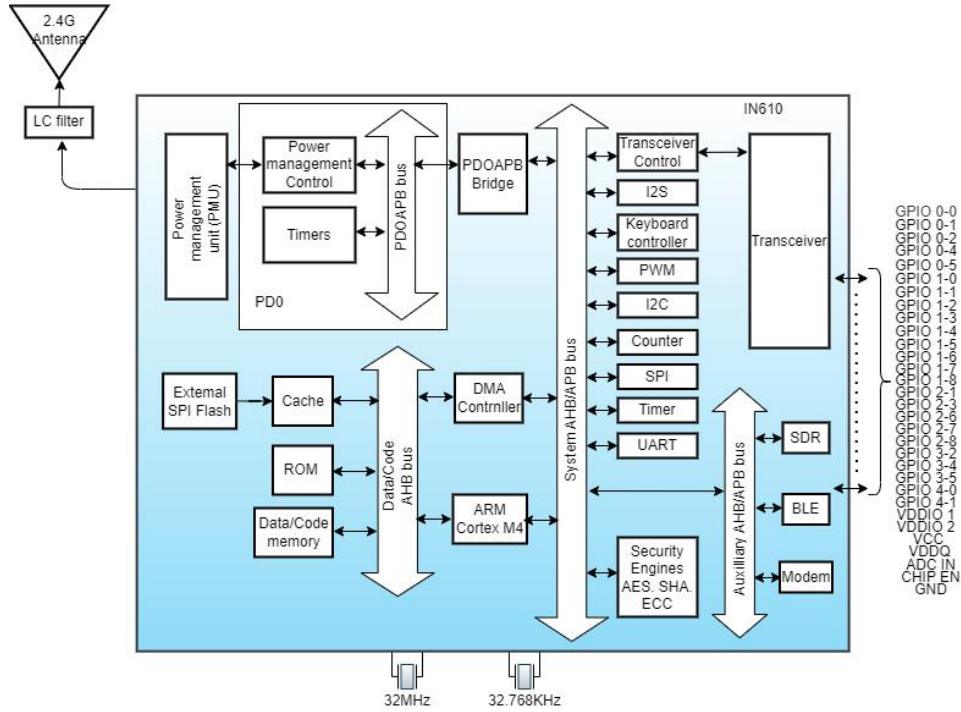 2.4G
Antenna
LC filter
IN610
Power
management
unit (PMU)
Power
management
Control
Timers
PDOAPB bus
PD0
PDOAPB
Bridge
System AHB/APB bus
Transceiver
Control
I2S
Keyboard
controller
PWM
I2C
Counter
SPI
Timer
UART
Security
Engines
AES. SHA.
ECC
Transceiver
External
SPI Flash
Cache
ROM
Data/Code
memory
Data/Code
AHB bus
DMA
Contrnller
ARM
Cortex M4
Auxilliary AHB/APB bus
SDR
BLE
Modem
GPIO 0-0
GPIO 0-1
GPIO 0-2
GPIO 0-4
GPIO 0-5
GPIO 1-0
GPIO 1-1
GPIO 1-2
GPIO 1-3
GPIO 1-4
GPIO 1-5
GPIO 1-6
GPIO 1-7
GPIO 1-8
GPIO 2-1
GPIO 2-3
GPIO 2-6
GPIO 2-7
GPIO 2-8
GPIO 3-2
GPIO 3-4
GPIO 3-5
GPIO 4-0
GPIO 4-1
VDDIO 1
VDDIO 2
VCC
VDDQ
ADC IN
CHIP EN
GND
32MHz
32.768KHz